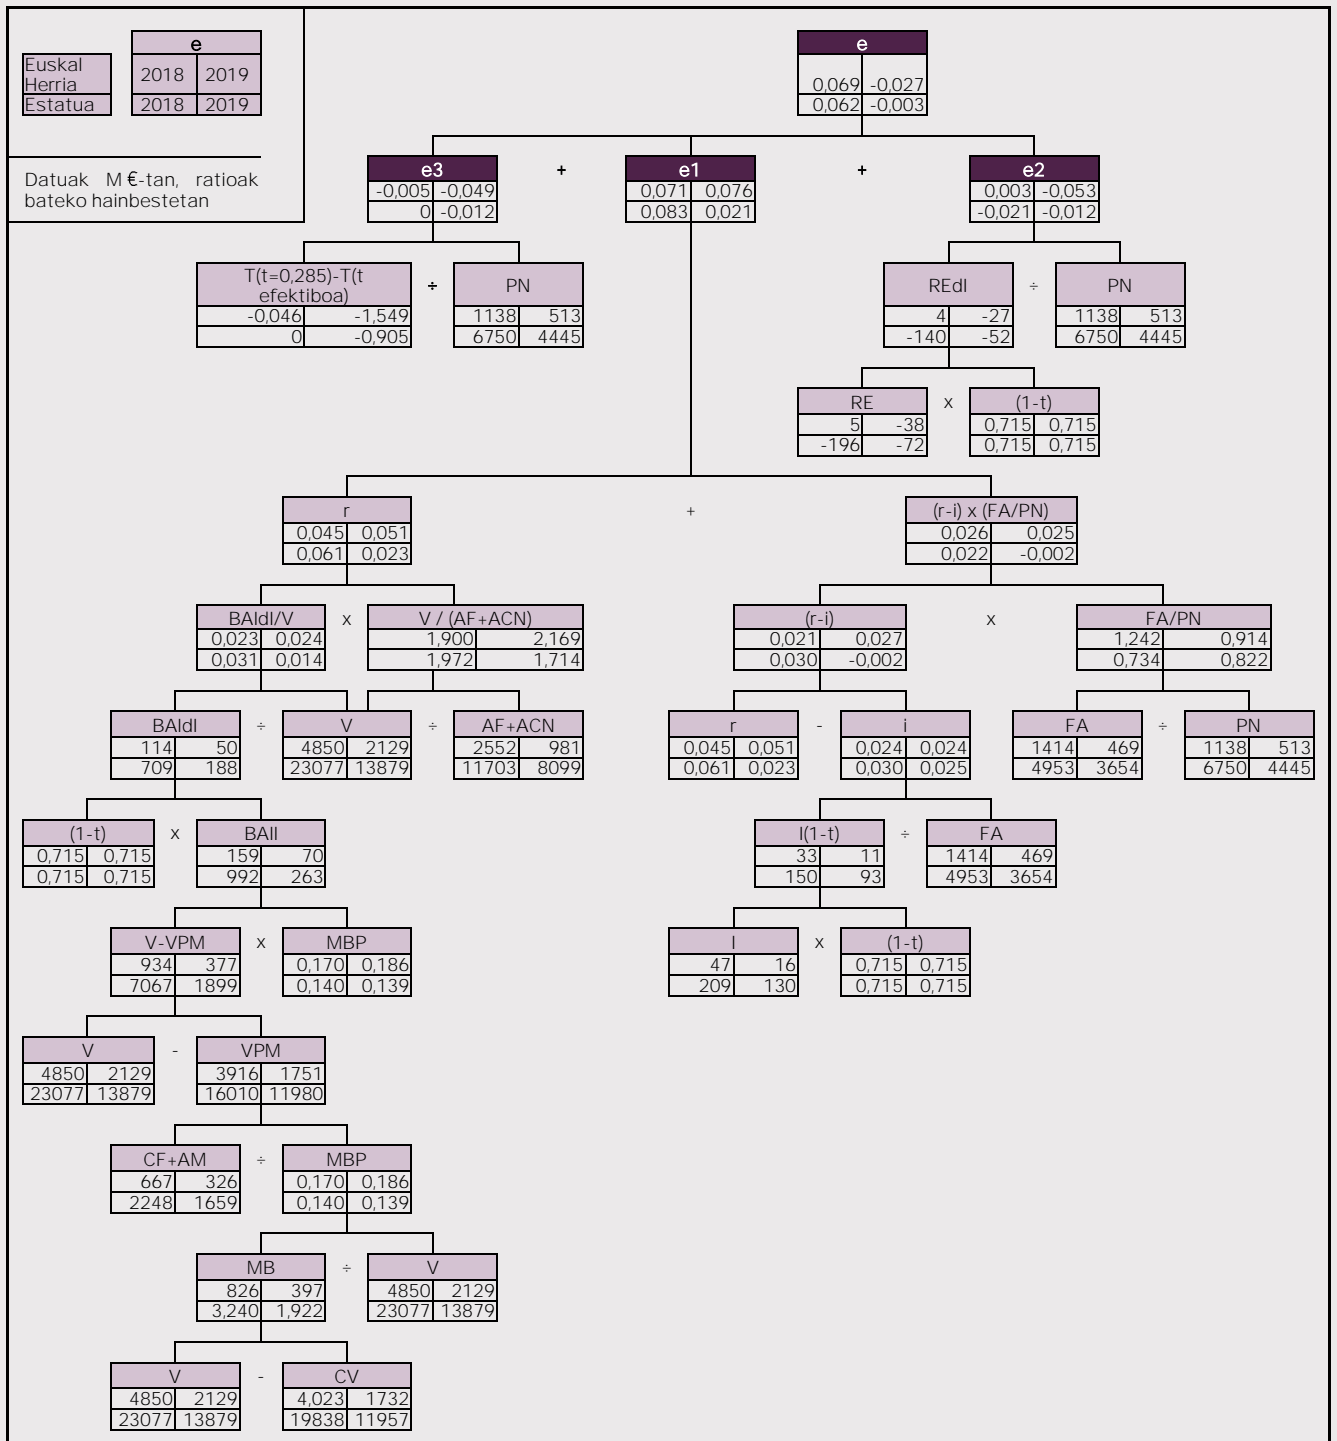 e
Euskal Herria 2018 2019
Estatua 2018 2019
Datuak M €-tan, ratioak
bateko hainbestetan
e
0,069 -0,027
0,062 -0,003
e3 + e1 + e2
-0,005 -0,049 0,071 0,076 0,003 -0,053
0 -0,012 0,083 0,021 -0,021 -0,012
T(t=0,285)-T(t efektiboa) ÷ PN REdI ÷ PN
-0,046 -1,549 1138 513 4 -27 1138 513
0 -0,905 6750 4445 -140 -52 6750 4445
RE x (1-t)
5 -38 0,715 0,715
-196 -72 0,715 0,715
r + (r-i) x (FA/PN)
0,045 0,051 0,026 0,025
0,061 0,023 0,022 -0,002
BAIdI/V x V / (AF+ACN) (r-i) x FA/PN
0,023 0,024 1,900 2,169 0,021 0,027 1,242 0,914
0,031 0,014 1,972 1,714 0,030 -0,002 0,734 0,822
BAIdI ÷ V ÷ AF+ACN r - i FA ÷ PN
114 50 4850 2129 2552 981 0,045 0,051 0,024 0,024 1414 469 1138 513
709 188 23077 13879 11703 8099 0,061 0,023 0,030 0,025 4953 3654 6750 4445
(1-t) x BAII I(1-t) ÷ FA
0,715 0,715 159 70 33 11 1414 469
0,715 0,715 992 263 150 93 4953 3654
V-VPM x MBP I x (1-t)
934 377 0,170 0,186 47 16 0,715 0,715
7067 1899 0,140 0,139 209 130 0,715 0,715
V - VPM
4850 2129 3916 1751
23077 13879 16010 11980
CF+AM ÷ MBP
667 326 0,170 0,186
2248 1659 0,140 0,139
MB ÷ V
826 397 4850 2129
3,240 1,922 23077 13879
V - CV
4850 2129 4,023 1732
23077 13879 19838 11957